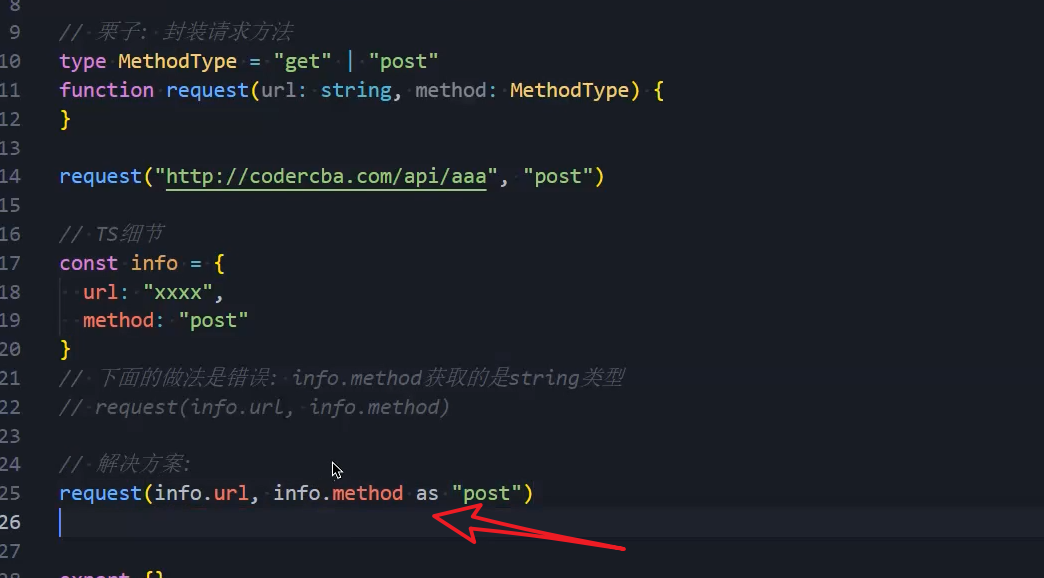 8
9 // 栗子: 封装请求方法
10 type MethodType = "get" | "post"
11 function request(url: string, method: MethodType) {
12 }
13
14 request("http://codercba.com/api/aaa", "post")
15
16 // TS细节
17 const info = {
18 url: "xxxx",
19 method: "post"
20 }
21 // 下面的做法是错误: info.method获取的是string类型
22 // request(info.url, info.method)
23
24 // 解决方案:
25 request(info.url, info.method as "post")
26
27
28 export {}